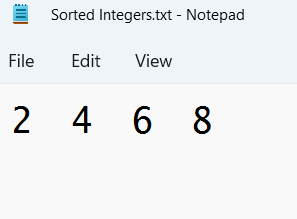 Sorted Integers.txt - Notepad
File Edit View
2 4 6 8